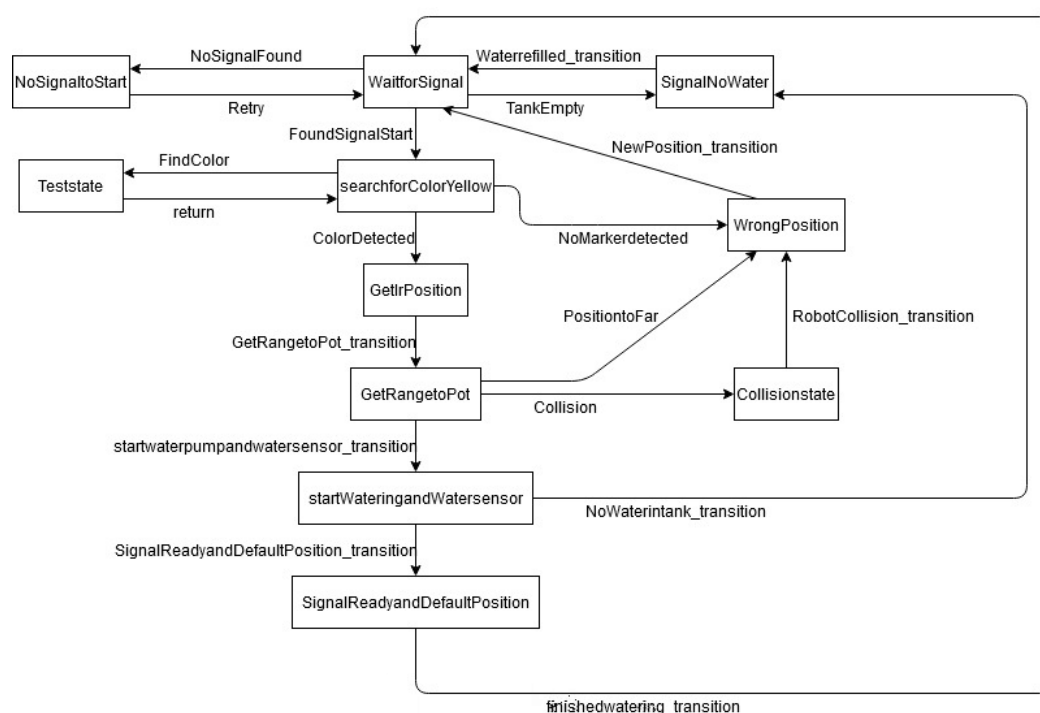 NoSignalFound
Waterrefilled_transition
NoSignaltoStart
WaitforSignal
SignalNoWater
Retry
TankEmpty
FoundSignalStart
NewPosition_transition
FindColor
Teststate
searchforColorYellow
return
WrongPosition
ColorDetected
NoMarkerdetected
GetIrPosition
PositiontoFar
RobotCollision_transition
GetRangetoPot_transition
GetRangetoPot
Collisionstate
Collision
startwaterpumpandwatersensor_transition
startWateringandWatersensor
NoWaterintank_transition
SignalReadyandDefaultPosition_transition
SignalReadyandDefaultPosition
finishedwatering_transition